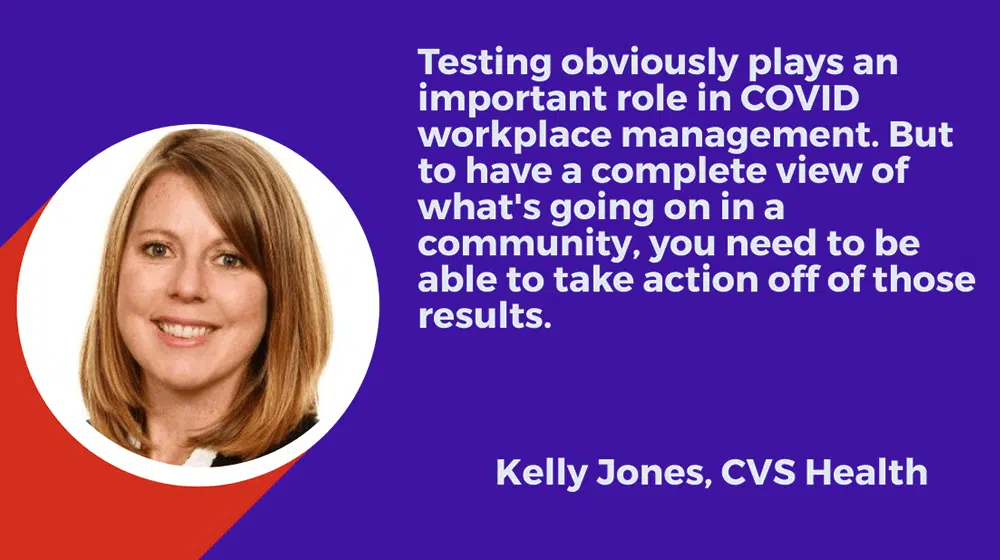 Testing obviously plays an
important role in COVID
workplace management. But
to have a complete view of
what's going on in a
community, you need to be
able to take action off of those
results.
Kelly Jones, CVS Health